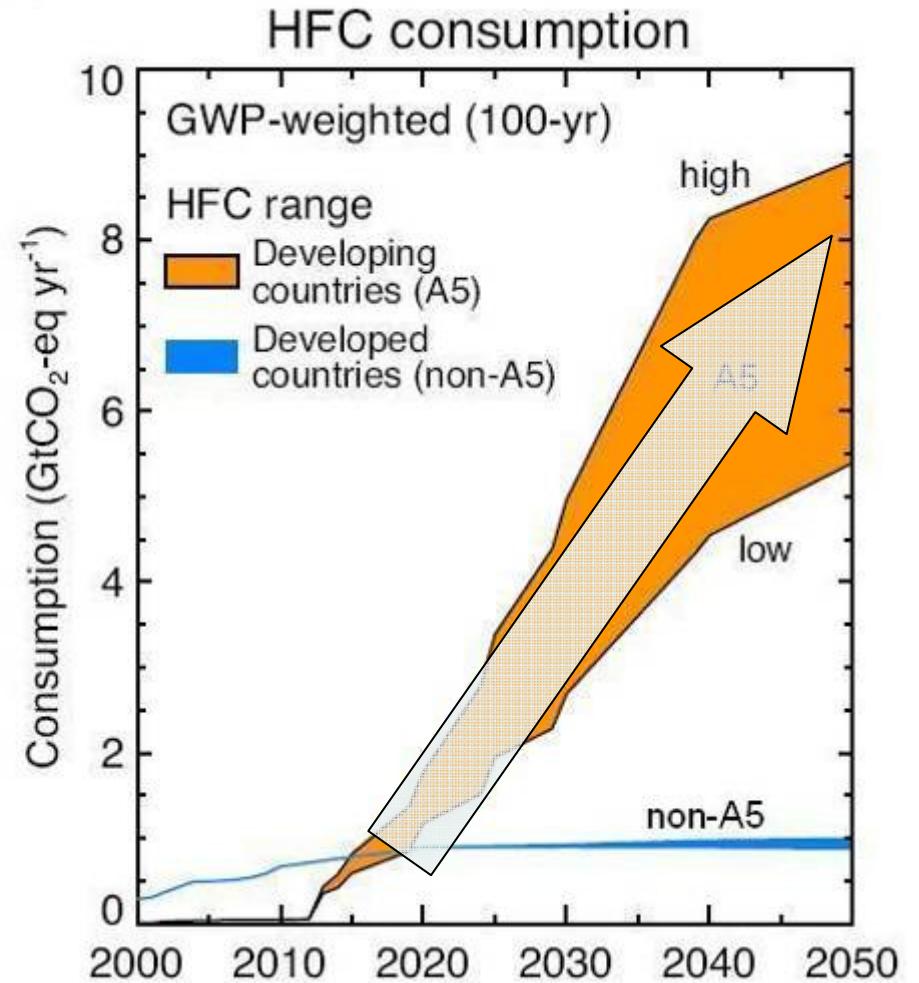 HFC consumption
GWP-weighted (100-yr)
HFC range
Developing
countries (A5)
Developed
countries (non-A5)
high
A5
low
non-A5
Consumption (GtCO₂-eq yr⁻¹)
10
8
6
4
2
0
2000 2010 2020 2030 2040 2050